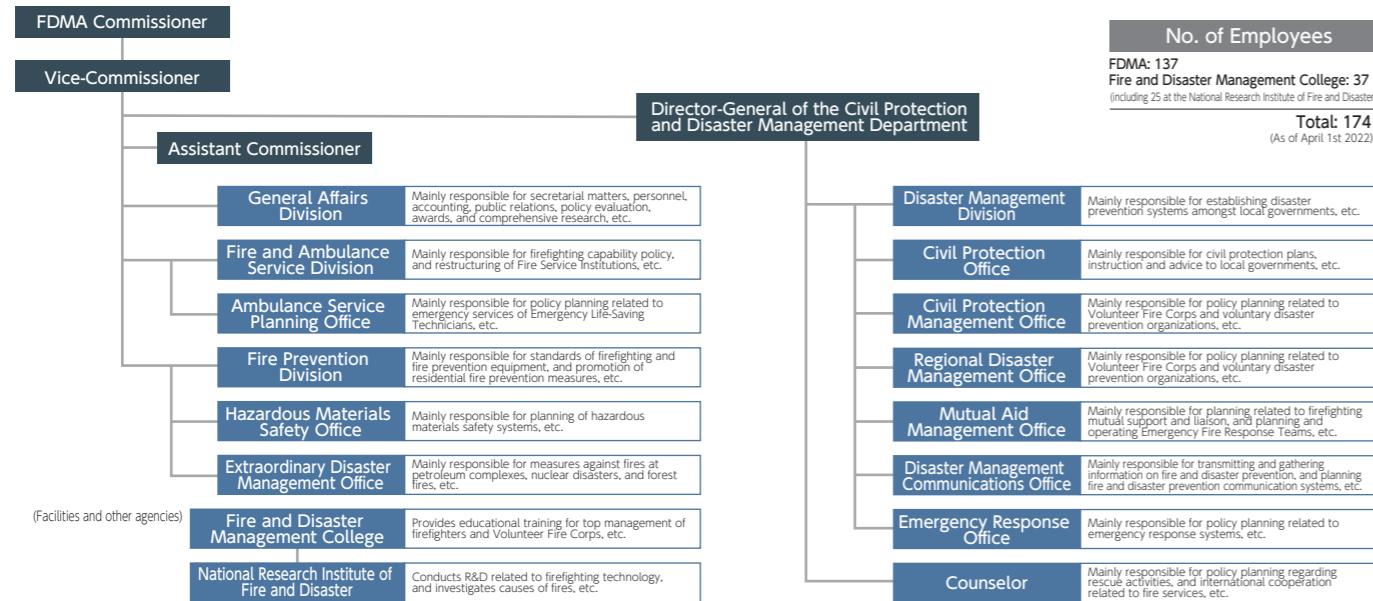 FDMA Commissioner
Vice-Commissioner
Director-General of the Civil Protection
and Disaster Management Department
Assistant Commissioner
No. of Employees
FDMA: 137
Fire and Disaster Management College: 37
(including 25 at the National Research Institute of Fire and Disaster
Total: 174
(As of April 1st 2022)
General Affairs
Division
Mainly responsible for secretarial matters, personnel,
accounting, public relations, policy evaluation,
awards, and comprehensive research, etc.
Fire and Ambulance
Service Division
Mainly responsible for firefighting capability policy,
and restructuring of Fire Service Institutions, etc.
Ambulance Service
Planning Office
Mainly responsible for policy planning related to
emergency services of Emergency Life-Saving
Technicians, etc.
Fire Prevention
Division
Mainly responsible for standards of firefighting and
fire prevention equipment, and promotion of
residential fire prevention measures, etc.
Hazardous Materials
Safety Office
Mainly responsible for planning of hazardous
materials safety systems, etc.
Extraordinary Disaster
Management Office
Mainly responsible for measures against fires at
petroleum complexes, nuclear disasters, and forest
fires, etc.
(Facilities and other agencies)
Fire and Disaster
Management College
Provides educational training for top management of
firefighters and Volunteer Fire Corps, etc.
National Research Institute of
Fire and Disaster
Conducts R&D related to firefighting technology,
and investigates causes of fires, etc.
Disaster Management
Division
Mainly responsible for establishing disaster
prevention systems amongst local governments, etc.
Civil Protection
Office
Mainly responsible for civil protection plans,
instruction and advice to local governments, etc.
Civil Protection
Management Office
Mainly responsible for policy planning related to
Volunteer Fire Corps and voluntary disaster
prevention organizations, etc.
Regional Disaster
Management Office
Mainly responsible for policy planning related to
Volunteer Fire Corps and voluntary disaster
prevention organizations, etc.
Mutual Aid
Management Office
Mainly responsible for planning related to firefighting
mutual support and liaison, and planning and
operating Emergency Fire Response Teams, etc.
Disaster Management
Communications Office
Mainly responsible for transmitting and gathering
information on fire and disaster prevention, and planning
fire and disaster prevention communication systems, etc.
Emergency Response
Office
Mainly responsible for policy planning related to
emergency response systems, etc.
Counselor
Mainly responsible for policy planning regarding
rescue activities, and international cooperation
related to fire services, etc.